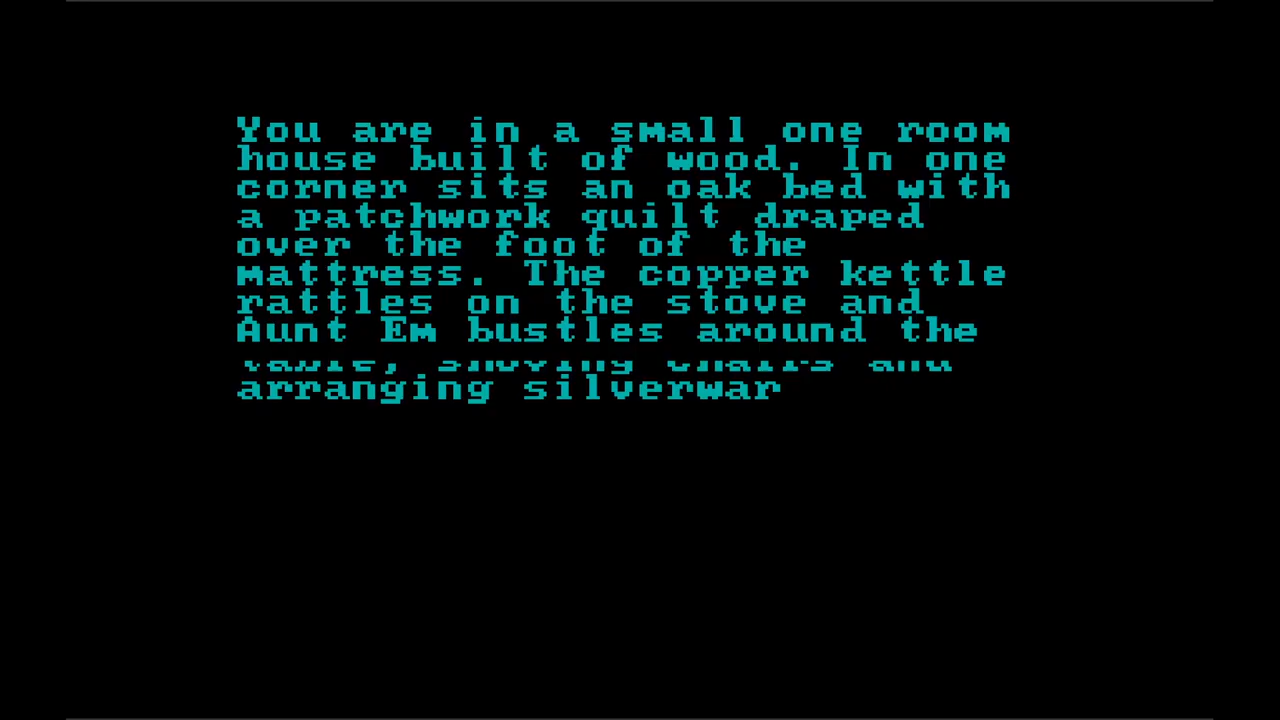 You are in a small one room
house built of wood. In one
corner sits an oak bed with
a patchwork quilt draped
over the foot of the
mattress. The copper kettle
rattles on the stove and
Aunt Em bustles around the
table, shoving chairs and
arranging silverwar